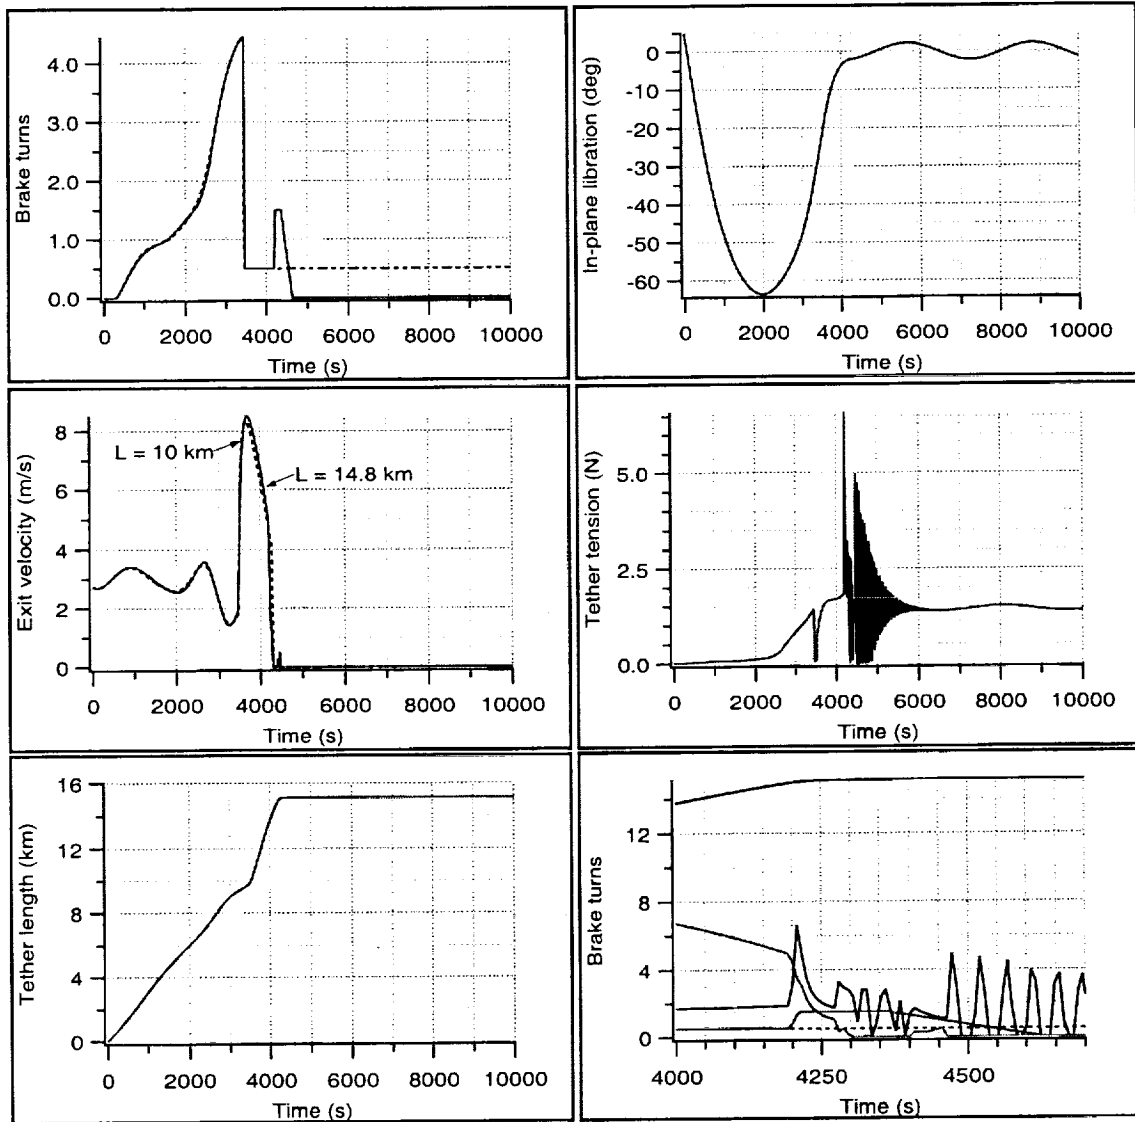 Brake turns
4.0
3.0
2.0
1.0
0.0
0 2000 4000 6000 8000 10000
Time (s)
In-plane libration (deg)
0
-10
-20
-30
-40
-50
-60
0 2000 4000 6000 8000 10000
Time (s)
Exit velocity (m/s)
8
6
4
2
0
L = 10 km
L = 14.8 km
0 2000 4000 6000 8000 10000
Time (s)
Tether tension (N)
5.0
2.5
0.0
0 2000 4000 6000 8000 10000
Time (s)
Tether length (km)
16
12
8
4
0
0 2000 4000 6000 8000 10000
Time (s)
Brake turns
12
8
4
0
4000 4250 4500
Time (s)